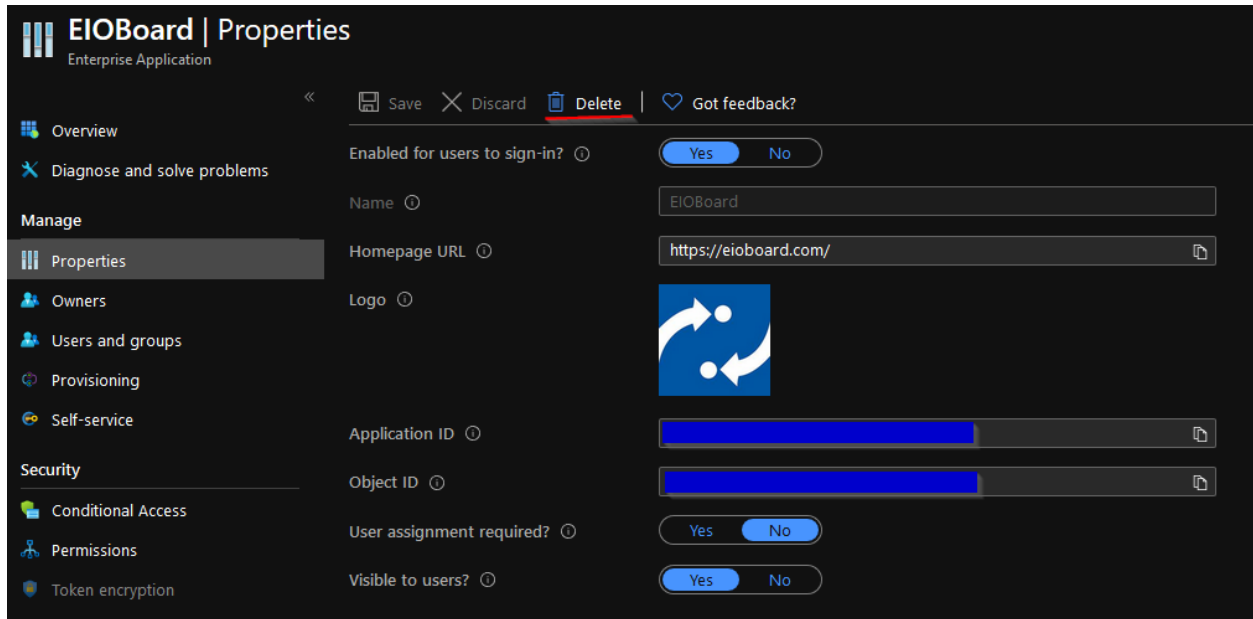 EIOBoard | Properties
Enterprise Application
«
Save Discard Delete | Got feedback?
Overview
Diagnose and solve problems
Manage
Properties
Owners
Users and groups
Provisioning
Self-service
Security
Conditional Access
Permissions
Token encryption
Enabled for users to sign-in? Yes No
Name EIOBoard
Homepage URL https://eioboard.com/
Logo
Application ID
Object ID
User assignment required? Yes No
Visible to users? Yes No